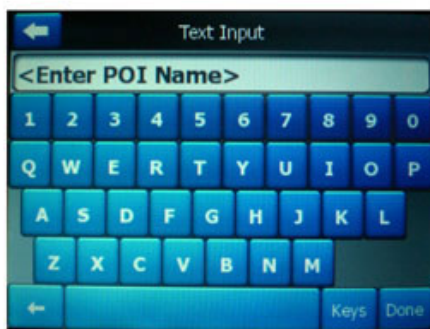 Text Input
<Enter POI Name>
1 2 3 4 5 6 7 8 9 0
Q W E R T Y U I O P
A S D F G H J K L
Z X C V B N M
Keys Done